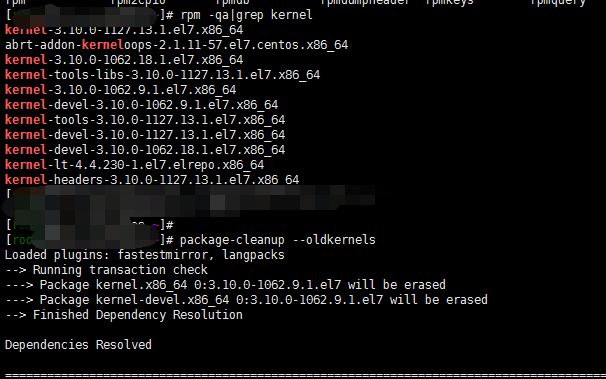 rpm rpm2cpio rpmdb rpmdumpheader rpmkeys rpmquery
]# rpm -qa|grep kernel
kernel-3.10.0-1127.13.1.el7.x86_64
abrt-addon-kerneloops-2.1.11-57.el7.centos.x86_64
kernel-3.10.0-1062.18.1.el7.x86_64
kernel-tools-libs-3.10.0-1127.13.1.el7.x86_64
kernel-3.10.0-1062.9.1.el7.x86_64
kernel-devel-3.10.0-1062.9.1.el7.x86_64
kernel-tools-3.10.0-1127.13.1.el7.x86_64
kernel-devel-3.10.0-1127.13.1.el7.x86_64
kernel-devel-3.10.0-1062.18.1.el7.x86_64
kernel-lt-4.4.230-1.el7.elrepo.x86_64
kernel-headers-3.10.0-1127.13.1.el7.x86_64
[
[ ~]#
[ ~]# package-cleanup --oldkernels
Loaded plugins: fastestmirror, langpacks
--> Running transaction check
---> Package kernel.x86_64 0:3.10.0-1062.9.1.el7 will be erased
---> Package kernel-devel.x86_64 0:3.10.0-1062.9.1.el7 will be erased
--> Finished Dependency Resolution
Dependencies Resolved
================================================================================